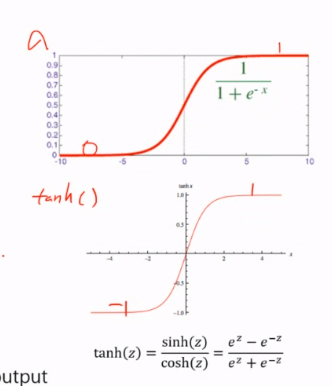 a
1
1
0.9
0.8
0.7
0.6
0.5
0.4
0.3
0.2
0.1
0
0
-10 -5 0 5 10
1 / (1 + e^-x)
tanh()
tanh x
1.0
1
0.5
-4 -2 2 4 x
-0.5
-1
-1.0
tanh(z) = sinh(z)/cosh(z) = (e^z − e^−z)/(e^z + e^−z)
output